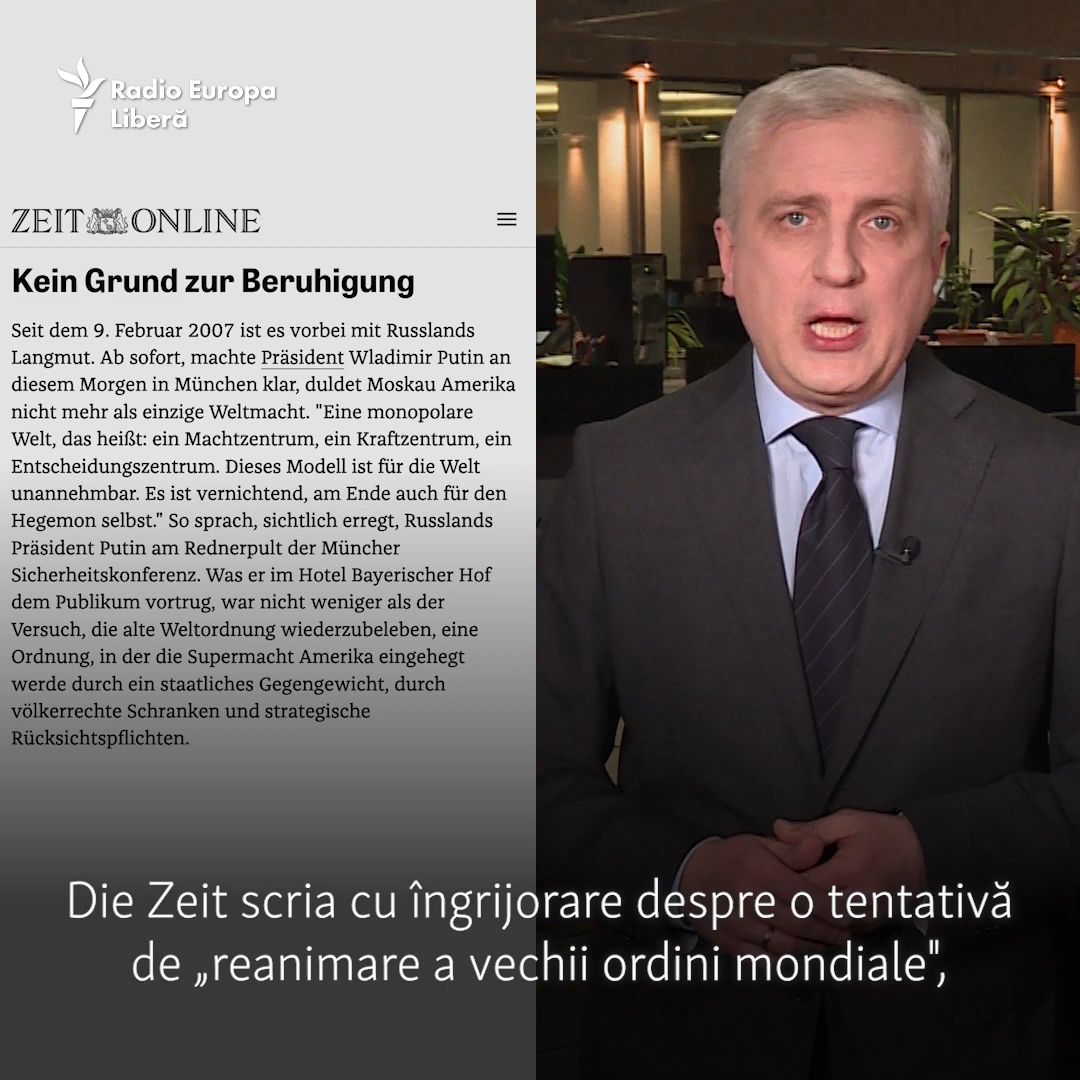 Radio Europa
Liberă
ZEIT ONLINE
Kein Grund zur Beruhigung
Seit dem 9. Februar 2007 ist es vorbei mit Russlands
Langmut. Ab sofort, machte Präsident Wladimir Putin an
diesem Morgen in München klar, duldet Moskau Amerika
nicht mehr als einzige Weltmacht. "Eine monopolare
Welt, das heißt: ein Machtzentrum, ein Kraftzentrum, ein
Entscheidungszentrum. Dieses Modell ist für die Welt
unannehmbar. Es ist vernichtend, am Ende auch für den
Hegemon selbst." So sprach, sichtlich erregt, Russlands
Präsident Putin am Rednerpult der Müncher
Sicherheitskonferenz. Was er im Hotel Bayerischer Hof
dem Publikum vortrug, war nicht weniger als der
Versuch, die alte Weltordnung wiederzubeleben, eine
Ordnung, in der die Supermacht Amerika eingehegt
werde durch ein staatliches Gegengewicht, durch
völkerrechte Schranken und strategische
Rücksichtspflichten.
Die Zeit scria cu îngrijorare despre o tentativă
de „reanimare a vechii ordini mondiale",